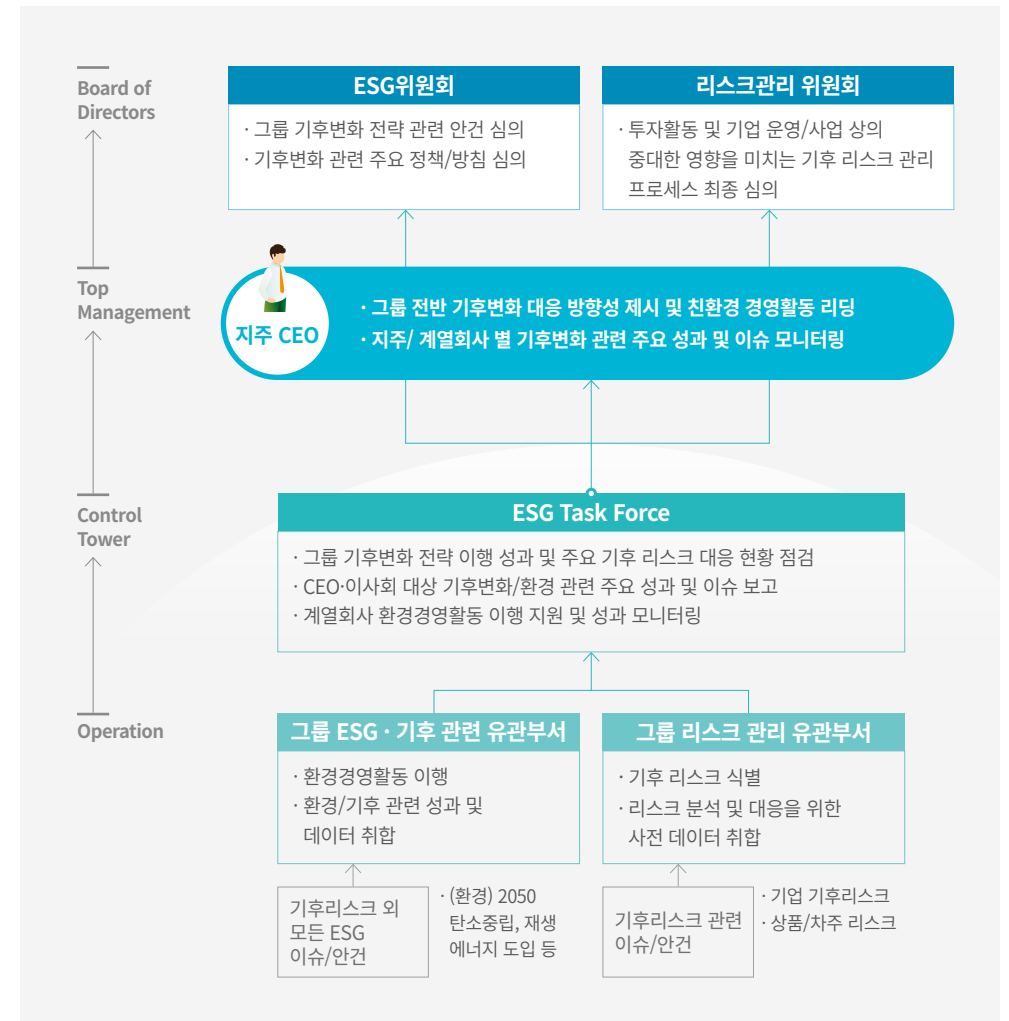 Board of
Directors
ESG위원회
· 그룹 기후변화 전략 관련 안건 심의
· 기후변화 관련 주요 정책/방침 심의
리스크관리 위원회
· 투자활동 및 기업 운영/사업 상의
중대한 영향을 미치는 기후 리스크 관리
프로세스 최종 심의
Top
Management
지주 CEO
· 그룹 전반 기후변화 대응 방향성 제시 및 친환경 경영활동 리딩
· 지주/ 계열회사 별 기후변화 관련 주요 성과 및 이슈 모니터링
Control
Tower
ESG Task Force
· 그룹 기후변화 전략 이행 성과 및 주요 기후 리스크 대응 현황 점검
· CEO·이사회 대상 기후변화/환경 관련 주요 성과 및 이슈 보고
· 계열회사 환경경영활동 이행 지원 및 성과 모니터링
Operation
그룹 ESG · 기후 관련 유관부서
· 환경경영활동 이행
· 환경/기후 관련 성과 및
데이터 취합
그룹 리스크 관리 유관부서
· 기후 리스크 식별
· 리스크 분석 및 대응을 위한
사전 데이터 취합
기후리스크 외
모든 ESG
이슈/안건
· (환경) 2050
탄소중립, 재생
에너지 도입 등
기후리스크 관련
이슈/안건
· 기업 기후리스크
· 상품/차주 리스크